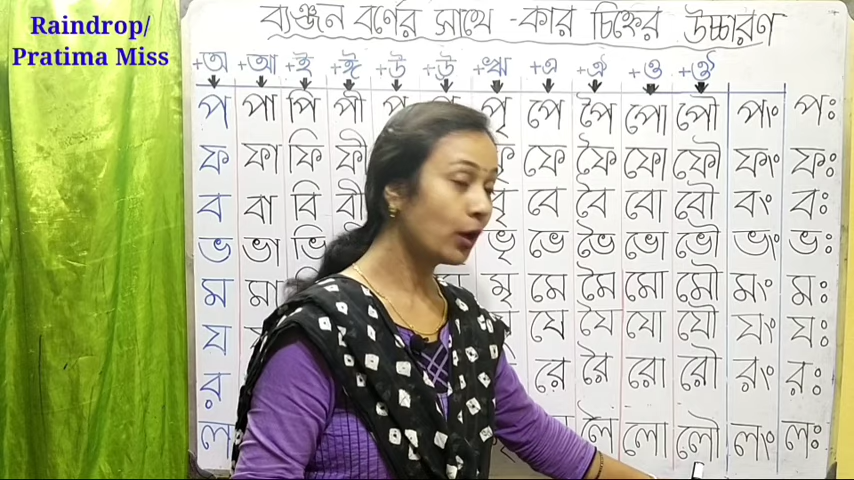 Raindrop/
Pratima Miss
ব্যঞ্জন বর্ণের সাথে -কার চিহ্নের উচ্চারণ
+অ +আ +ই +ঈ +উ +ঊ +ঋ +এ +ঐ +ও +ঔ
প পা পি পী পৃ পে পৈ পো পৌ পং পঃ
ফ ফা ফি ফী ফে ফৈ ফো ফৌ ফং ফঃ
ব বা বি বী বে বৈ বো বৌ বং বঃ
ভ ভা ভি ভৃ ভে ভৈ ভো ভৌ ভং ভঃ
ম মা মৃ মে মৈ মো মৌ মং মঃ
য যে যৈ যো যৌ যং যঃ
র রে রৈ রো রৌ রং রঃ
ল লৈ লো লৌ লং লঃ